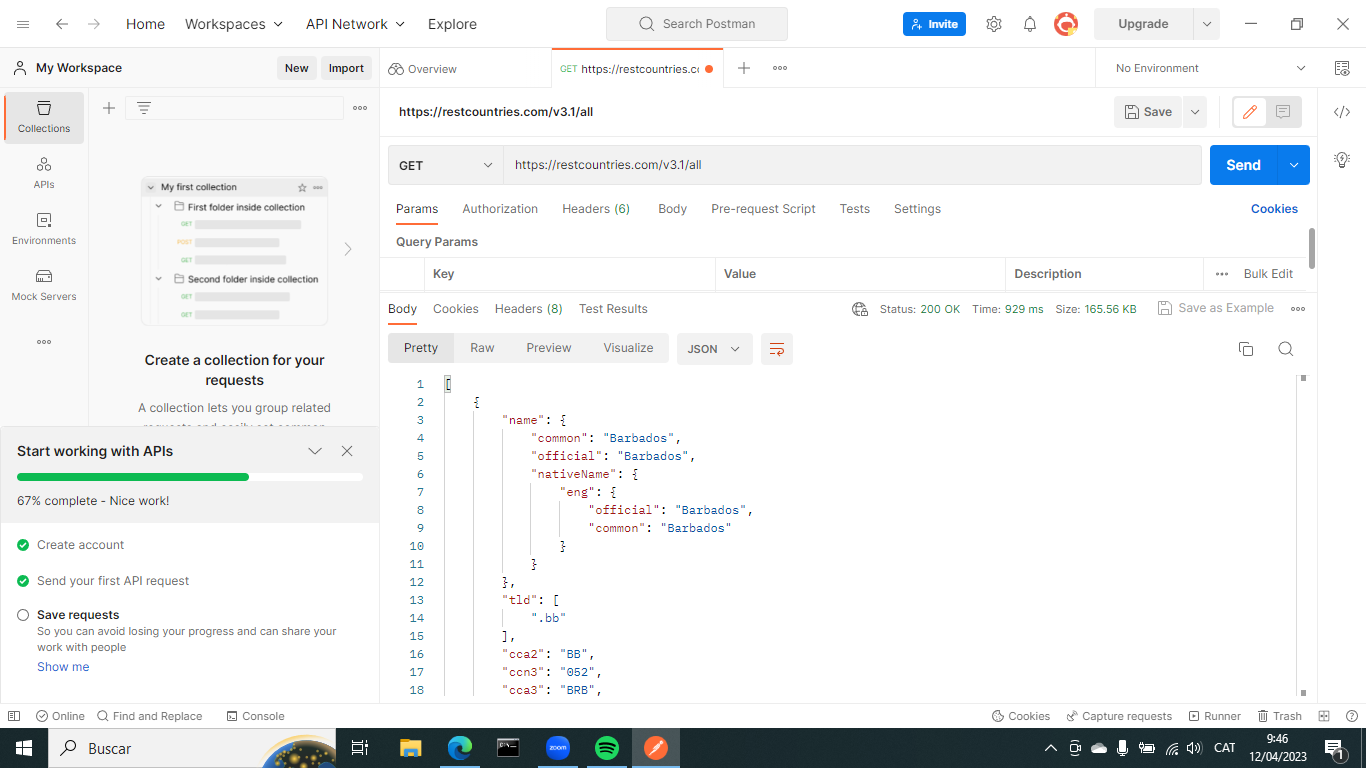 Home Workspaces API Network Explore Search Postman Invite Upgrade
My Workspace New Import Overview GET https://restcountries.cc No Environment
Collections
APIs
Environments
Mock Servers
My first collection
First folder inside collection
GET
POST
GET
Second folder inside collection
GET
GET
Create a collection for your
requests
A collection lets you group related
Start working with APIs
67% complete - Nice work!
Create account
Send your first API request
Save requests
So you can avoid losing your progress and can share your
work with people
Show me
https://restcountries.com/v3.1/all Save
GET https://restcountries.com/v3.1/all Send
Params Authorization Headers (6) Body Pre-request Script Tests Settings Cookies
Query Params
Key Value Description Bulk Edit
Body Cookies Headers (8) Test Results Status: 200 OK Time: 929 ms Size: 165.56 KB Save as Example
Pretty Raw Preview Visualize JSON
1 [
2 {
3 "name": {
4 "common": "Barbados",
5 "official": "Barbados",
6 "nativeName": {
7 "eng": {
8 "official": "Barbados",
9 "common": "Barbados"
10 }
11 }
12 },
13 "tld": [
14 ".bb"
15 ],
16 "cca2": "BB",
17 "ccn3": "052",
18 "cca3": "BRB",
Online Find and Replace Console Cookies Capture requests Runner Trash
Buscar zoom CAT 9:46
12/04/2023 1